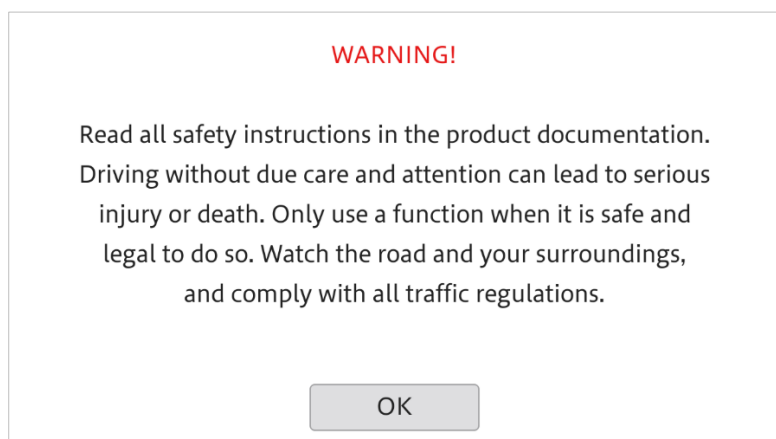 WARNING!
Read all safety instructions in the product documentation.
Driving without due care and attention can lead to serious
injury or death. Only use a function when it is safe and
legal to do so. Watch the road and your surroundings,
and comply with all traffic regulations.
OK